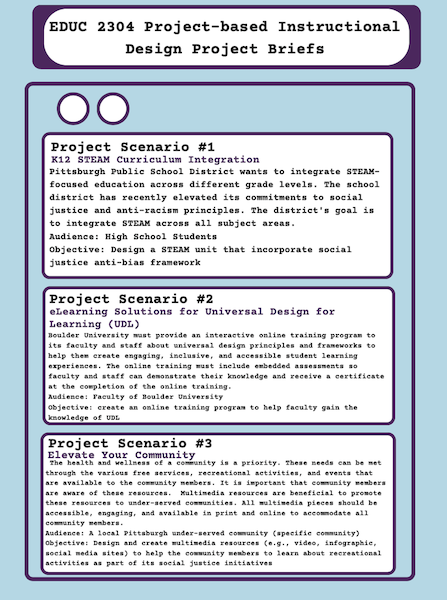 EDUC 2304 Project-based Instructional
Design Project Briefs
Project Scenario #1
K12 STEAM Curriculum Integration
Pittsburgh Public School District wants to integrate STEAM-
focused education across different grade levels. The school
district has recently elevated its commitments to social
justice and anti-racism principles. The district's goal is
to integrate STEAM across all subject areas.
Audience: High School Students
Objective: Design a STEAM unit that incorporate social
justice anti-bias framework
Project Scenario #2
eLearning Solutions for Universal Design for
Learning (UDL)
Boulder University must provide an interactive online training program to
its faculty and staff about universal design principles and frameworks to
help them create engaging, inclusive, and accessible student learning
experiences. The online training must include embedded assessments so
faculty and staff can demonstrate their knowledge and receive a certificate
at the completion of the online training.
Audience: Faculty of Boulder University
Objective: create an online training program to help faculty gain the
knowledge of UDL
Project Scenario #3
Elevate Your Community
The health and wellness of a community is a priority. These needs can be met
through the various free services, recreational activities, and events that
are available to the community members. It is important that community members
are aware of these resources. Multimedia resources are beneficial to promote
these resources to under-served communities. All multimedia pieces should be
accessible, engaging, and available in print and online to accommodate all
community members.
Audience: A local Pittsburgh under-served community (specific community)
Objective: Design and create multimedia resources (e.g., video, infographic,
social media sites) to help the community members to learn about recreational
activities as part of its social justice initiatives